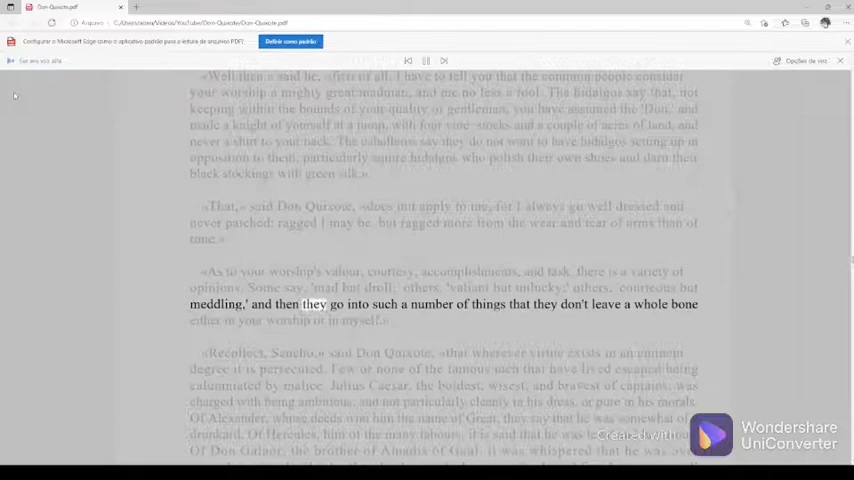 Don-Quixote.pdf
Arquivo
C:/Users/
/Videos/YouTube/Don-Quixote/Don-Quixote.pdf
Configurar o Microsoft Edge como o aplicativo padrão para a leitura de arquivos PDF?
Definir como padrão
Ler em voz alta
Opções de voz
«Well then,» said he, «first of all, I have to tell you that the common people consider
your worship a mighty great madman, and me no less a fool. The hidalgos say that, not
keeping within the bounds of your quality of gentleman, you have assumed the 'Don,' and
made a knight of yourself at a jump, with four vine-stocks and a couple of acres of land, and
never a shirt to your back. The caballeros say they do not want to have hidalgos setting up in
opposition to them, particularly squire hidalgos who polish their own shoes and darn their
black stockings with green silk.»
«That,» said Don Quixote, «does not apply to me, for I always go well dressed and
never patched; ragged I may be, but ragged more from the wear and tear of arms than of
time.»
«As to your worship's valour, courtesy, accomplishments, and task, there is a variety of
opinions. Some say, 'mad but droll;' others, 'valiant but unlucky;' others, 'courteous but
meddling,' and then they go into such a number of things that they don't leave a whole bone
either in your worship or in myself.»
«Recollect, Sancho,» said Don Quixote, «that wherever virtue exists in an eminent
degree it is persecuted. Few or none of the famous men that have lived escaped being
calumniated by malice. Julius Caesar, the boldest, wisest, and bravest of captains, was
charged with being ambitious, and not particularly cleanly in his dress, or pure in his morals.
Of Alexander, whose deeds won him the name of Great, they say that he was somewhat of
drunkard. Of Hercules, him of the many labours, it is said that he was
Of Don Galaor, the brother of Amadis of Gaul, it was whispered that he was over
Created with
Wondershare
UniConverter